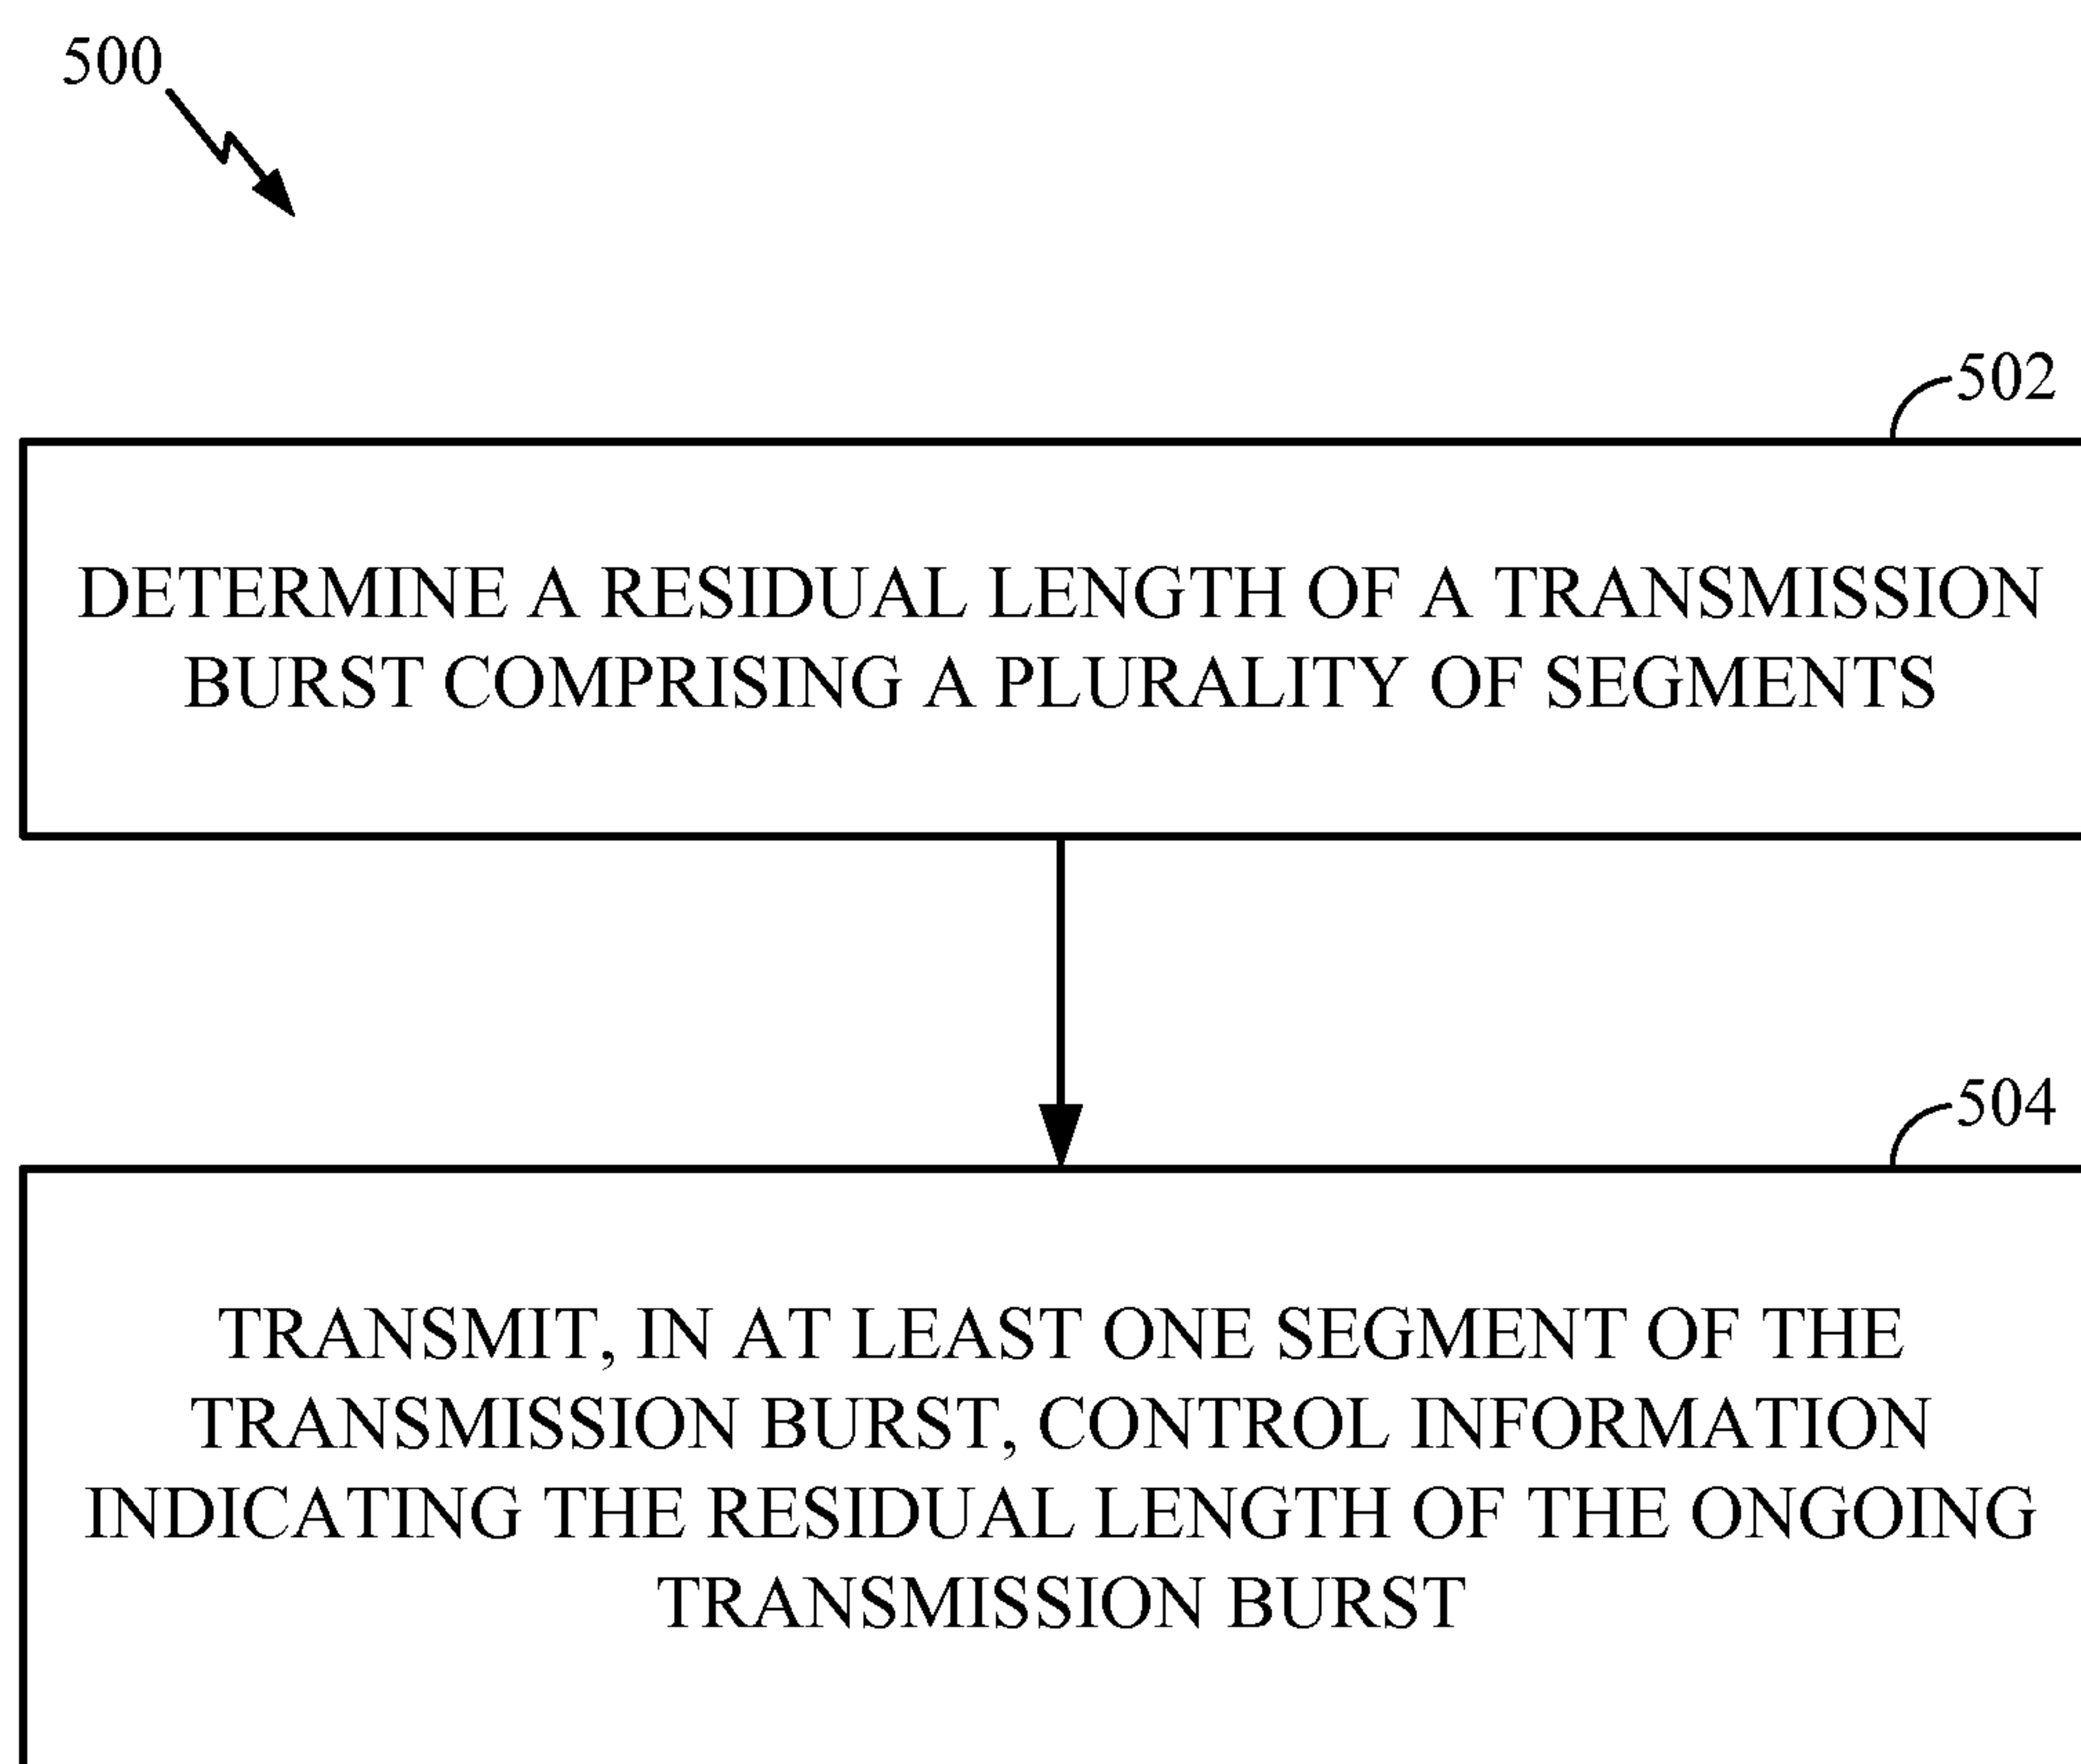 500
502
DETERMINE A RESIDUAL LENGTH OF A TRANSMISSION
BURST COMPRISING A PLURALITY OF SEGMENTS
504
TRANSMIT, IN AT LEAST ONE SEGMENT OF THE
TRANSMISSION BURST, CONTROL INFORMATION
INDICATING THE RESIDUAL LENGTH OF THE ONGOING
TRANSMISSION BURST